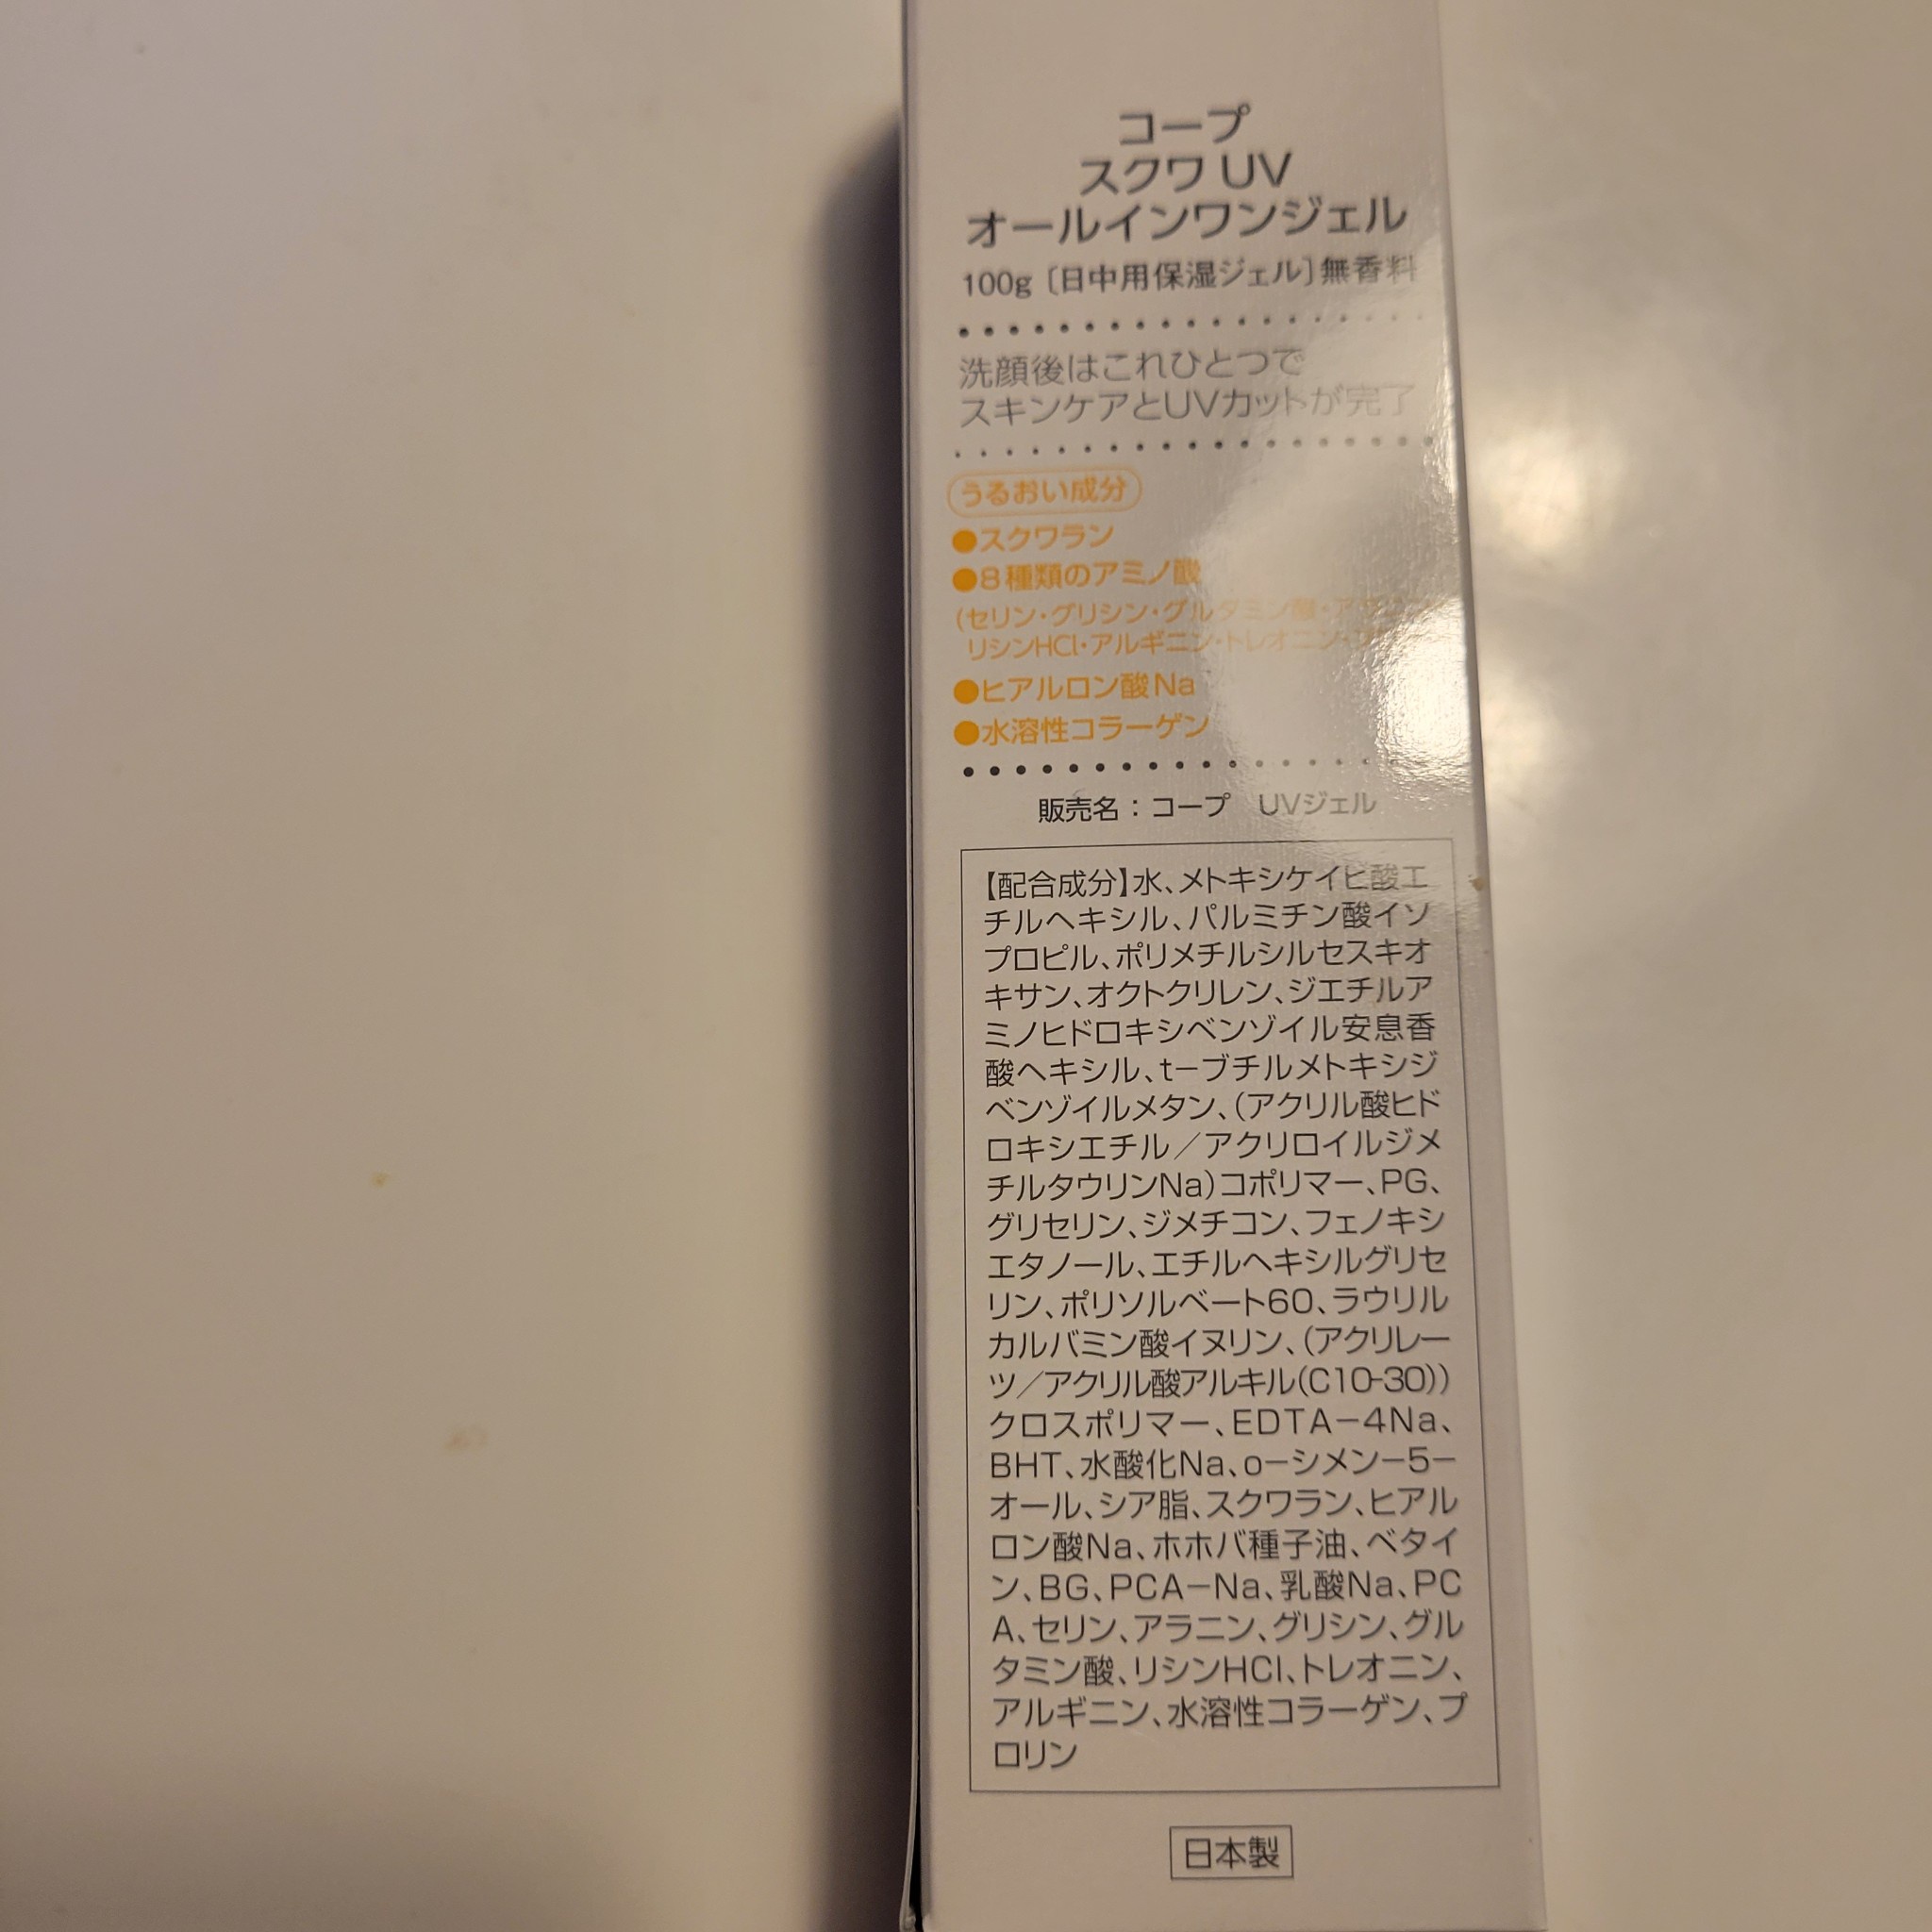 コープ
スクワ UV
オールインワンジェル
100g〔日中用保湿ジェル〕無香料
洗顔後はこれひとつで
スキンケアとUVカットが完了
うるおい成分
●スクワラン
●8種類のアミノ酸
(セリン・グリシン・グルタミン酸・
リシンHCl・アルギニン・トレオニン・
●ヒアルロン酸Na
●水溶性コラーゲン
販売名：コープ　UVジェル
【配合成分】水、メトキシケイヒ酸エ
チルヘキシル、パルミチン酸イソ
プロピル、ポリメチルシルセスキオ
キサン、オクトクリレン、ジエチルア
ミノヒドロキシベンゾイル安息香
酸ヘキシル、t－ブチルメトキシジ
ベンゾイルメタン、（アクリル酸ヒド
ロキシエチル／アクリロイルジメ
チルタウリンNa）コポリマー、PG、
グリセリン、ジメチコン、フェノキシ
エタノール、エチルヘキシルグリセ
リン、ポリソルベート60、ラウリル
カルバミン酸イヌリン、（アクリレー
ツ／アクリル酸アルキル（C10-30））
クロスポリマー、EDTA－4Na、
BHT、水酸化Na、o－シメン－5－
オール、シア脂、スクワラン、ヒアル
ロン酸Na、ホホバ種子油、ベタイ
ン、BG、PCA－Na、乳酸Na、PC
A、セリン、アラニン、グリシン、グル
タミン酸、リシンHCl、トレオニン、
アルギニン、水溶性コラーゲン、プ
ロリン
日本製